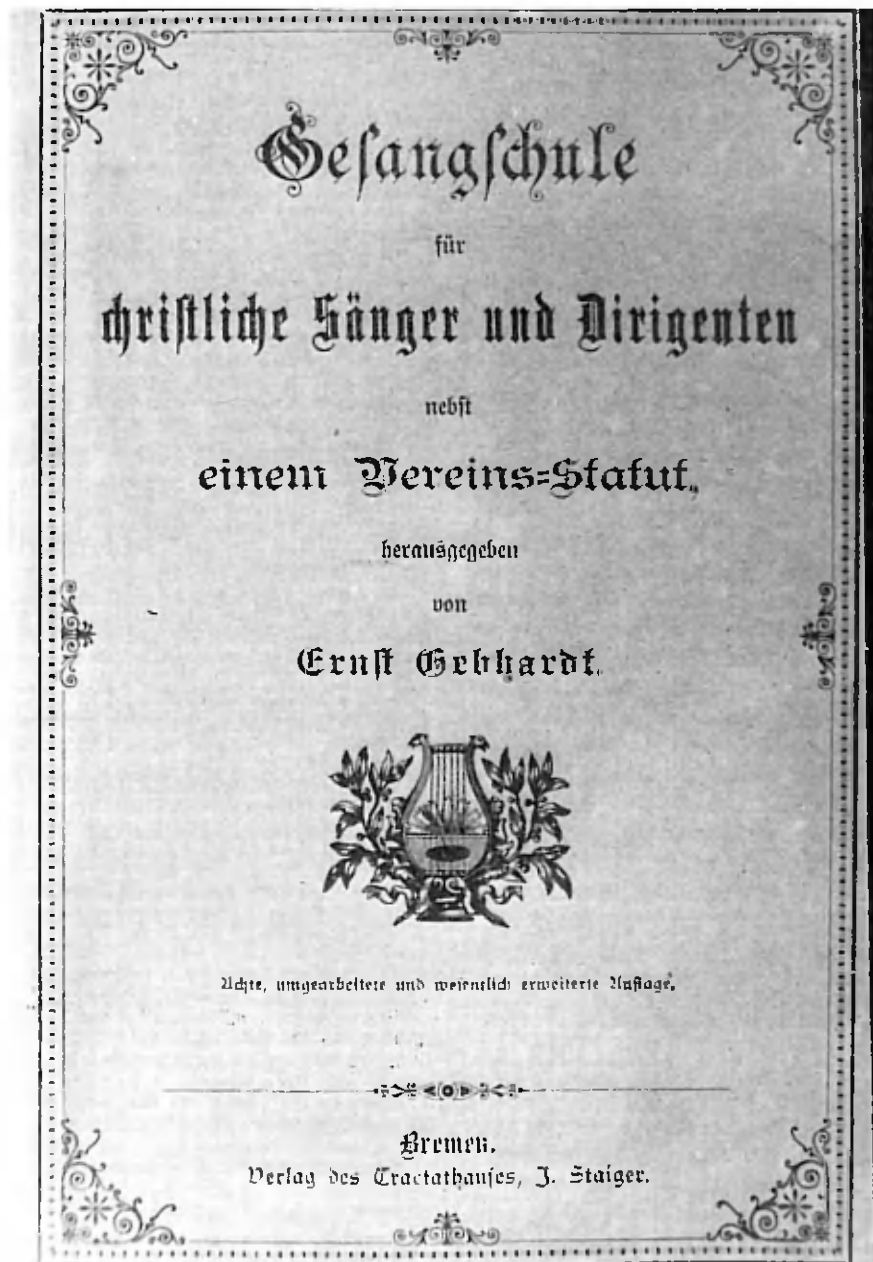 Gesangschule
für
christliche Sänger und Dirigenten
nebst
einem Vereins=Statut,
herausgegeben
von
Ernst Gebhardt.
Achte, umgearbeitete und wesentlich erweiterte Auflage.
Bremen.
Verlag des Tractathauses, J. Staiger.